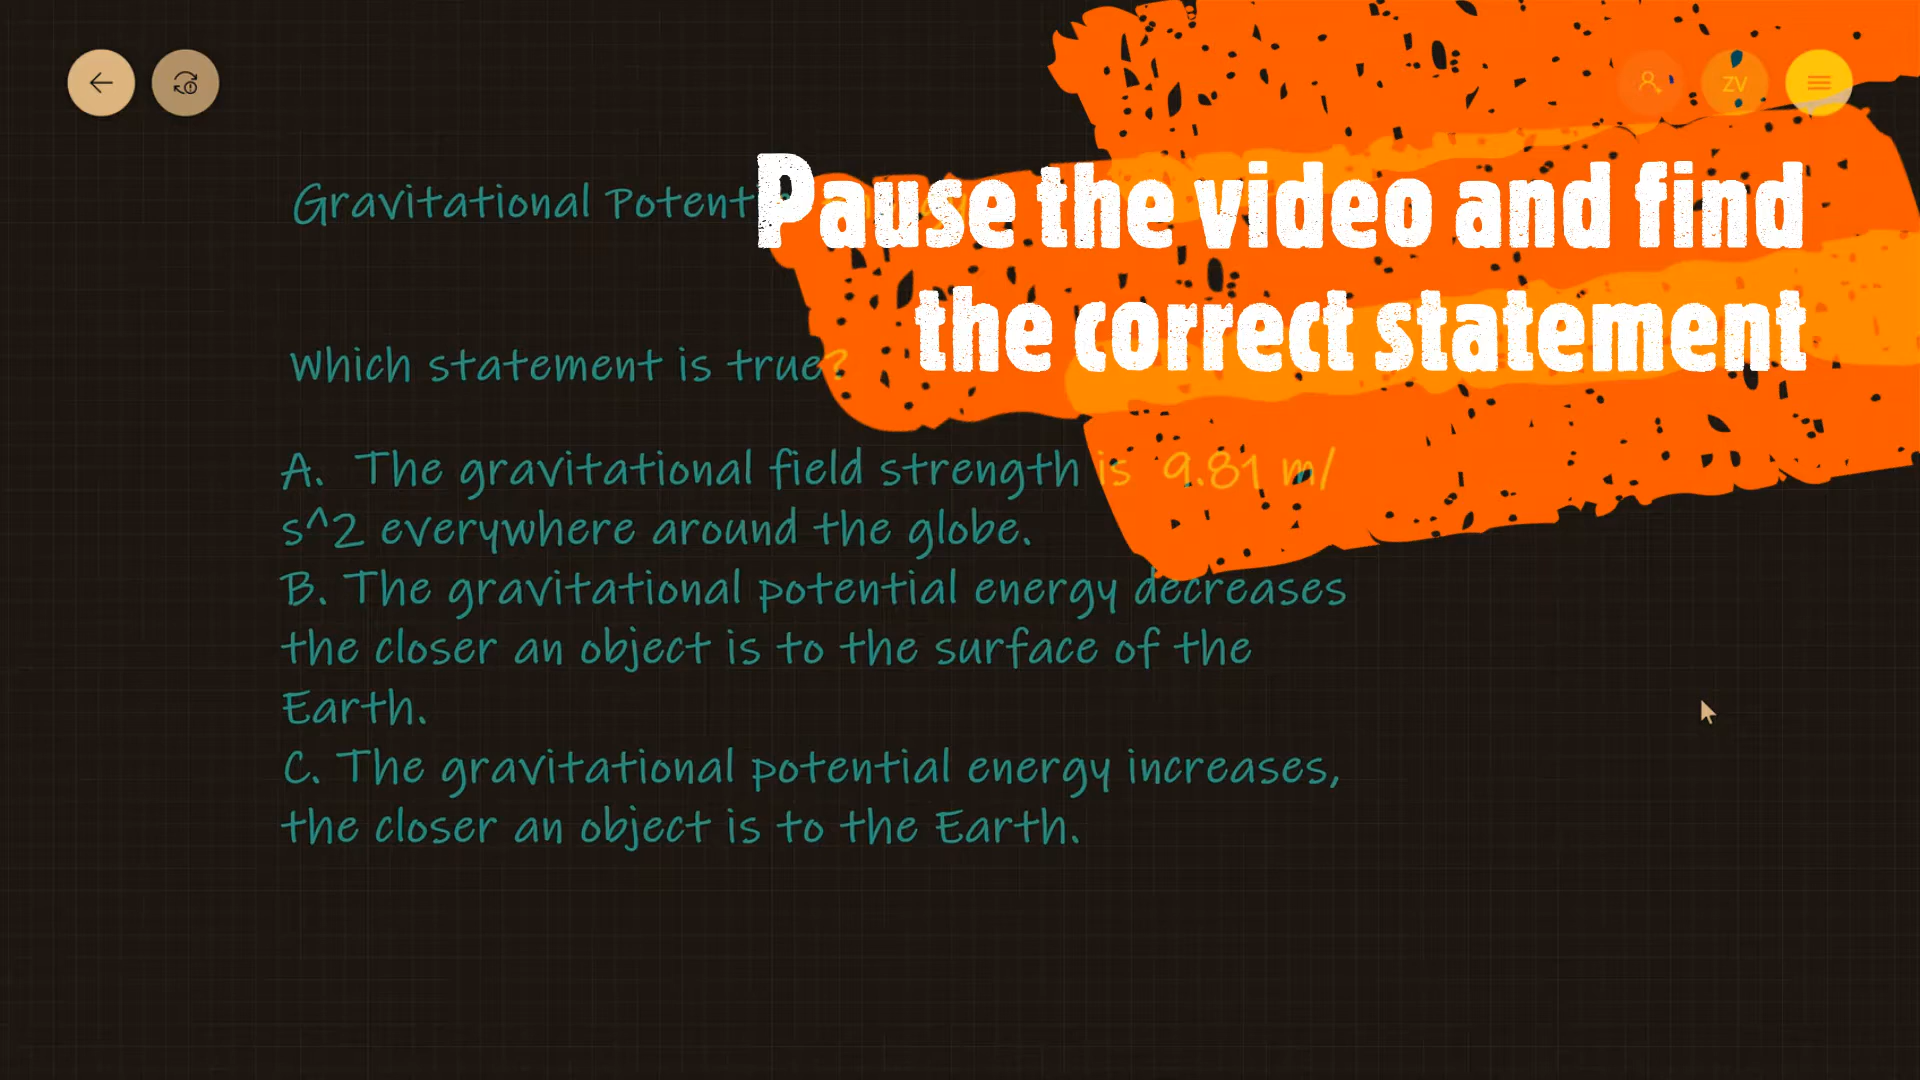 ZV
Gravitational Potent
Pause the video and find
the correct statement
Which statement is true?
A. The gravitational field strength is 9.81 m/
s^2 everywhere around the globe.
B. The gravitational potential energy decreases
the closer an object is to the surface of the
Earth.
C. The gravitational potential energy increases,
the closer an object is to the Earth.